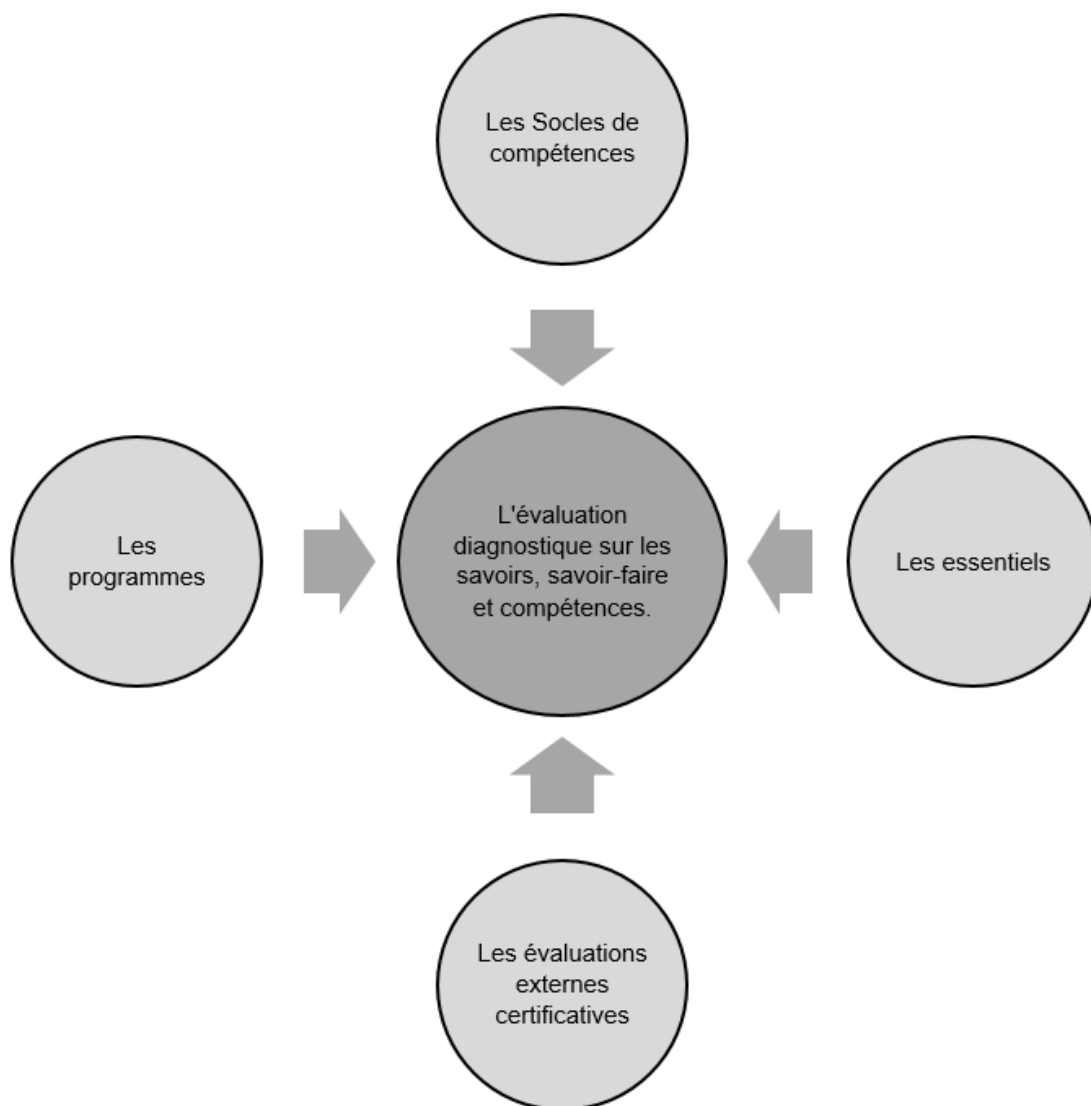 Les Socles de
compétences
Les
programmes
L'évaluation
diagnostique sur les
savoirs, savoir-faire
et compétences.
Les essentiels
Les évaluations
externes
certificatives